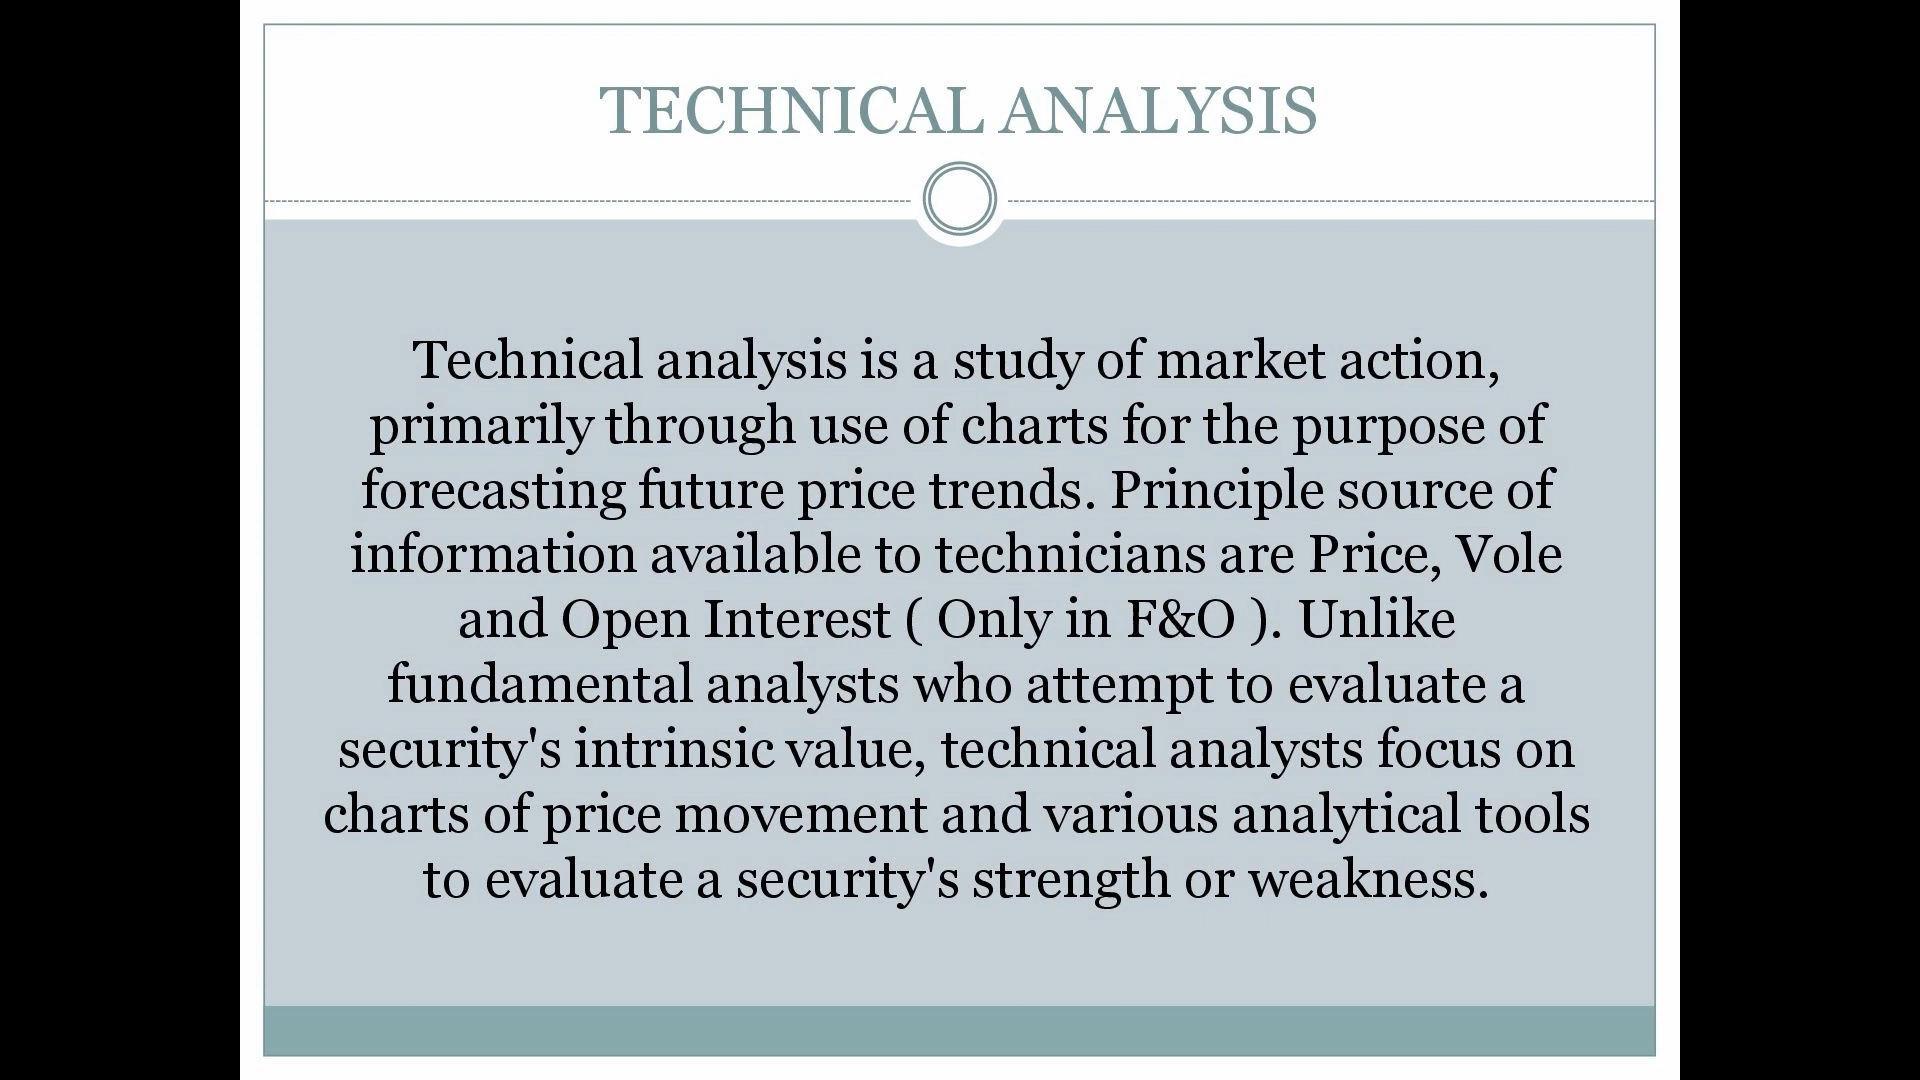 TECHNICAL ANALYSIS
Technical analysis is a study of market action,
primarily through use of charts for the purpose of
forecasting future price trends. Principle source of
information available to technicians are Price, Vole
and Open Interest ( Only in F&O ). Unlike
fundamental analysts who attempt to evaluate a
security's intrinsic value, technical analysts focus on
charts of price movement and various analytical tools
to evaluate a security's strength or weakness.